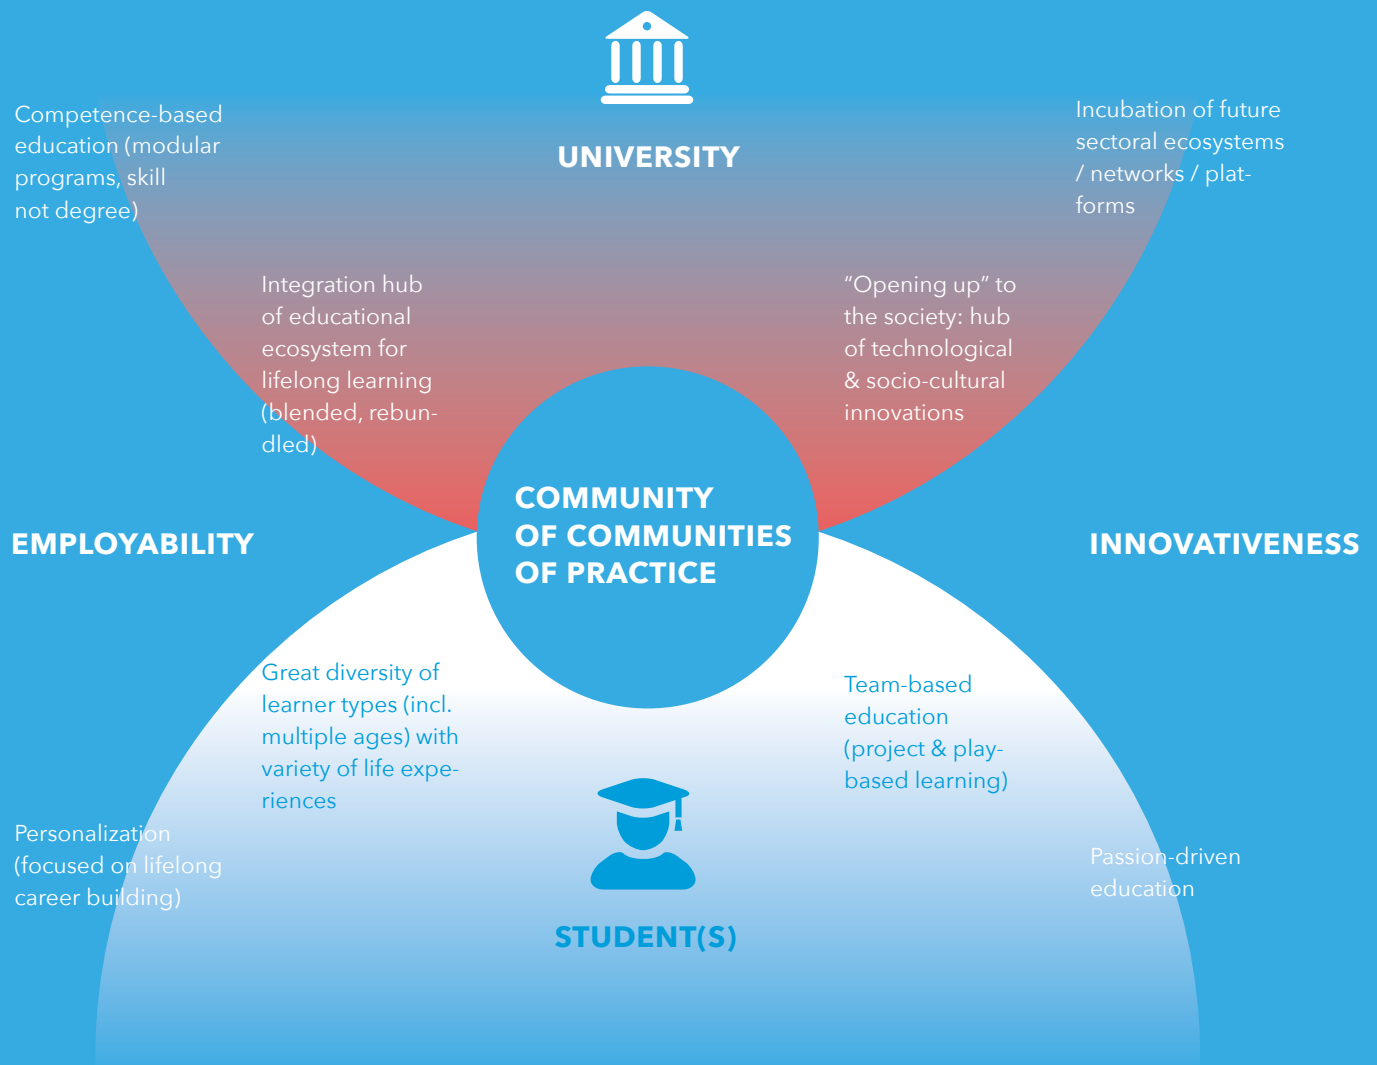 UNIVERSITY
Competence-based
education (modular
programs, skill
not degree)
Incubation of future
sectoral ecosystems
/ networks / plat-
forms
Integration hub
of educational
ecosystem for
lifelong learning
(blended, rebun-
dled)
“Opening up” to
the society: hub
of technological
& socio-cultural
innovations
EMPLOYABILITY
COMMUNITY
OF COMMUNITIES
OF PRACTICE
INNOVATIVENESS
Great diversity of
learner types (incl.
multiple ages) with
variety of life expe-
riences
Team-based
education
(project & play-
based learning)
Personalization
(focused on lifelong
career building)
Passion-driven
education
STUDENT(S)